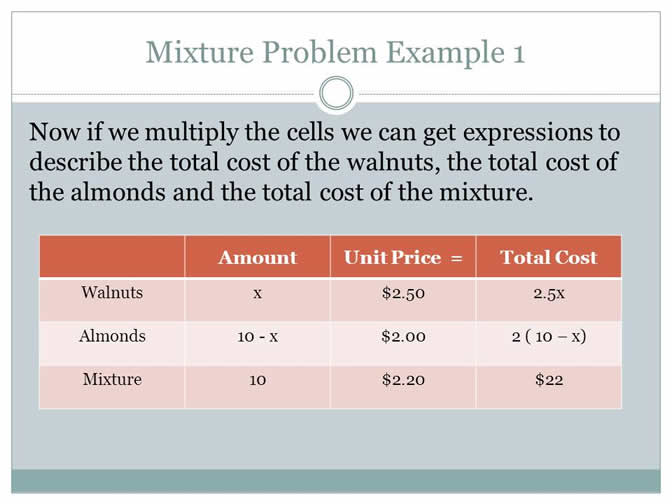 Mixture Problem Example 1
Now if we multiply the cells we can get expressions to
describe the total cost of the walnuts, the total cost of
the almonds and the total cost of the mixture.
Amount Unit Price = Total Cost
Walnuts x $2.50 2.5x
Almonds 10 - x $2.00 2 ( 10 – x)
Mixture 10 $2.20 $22